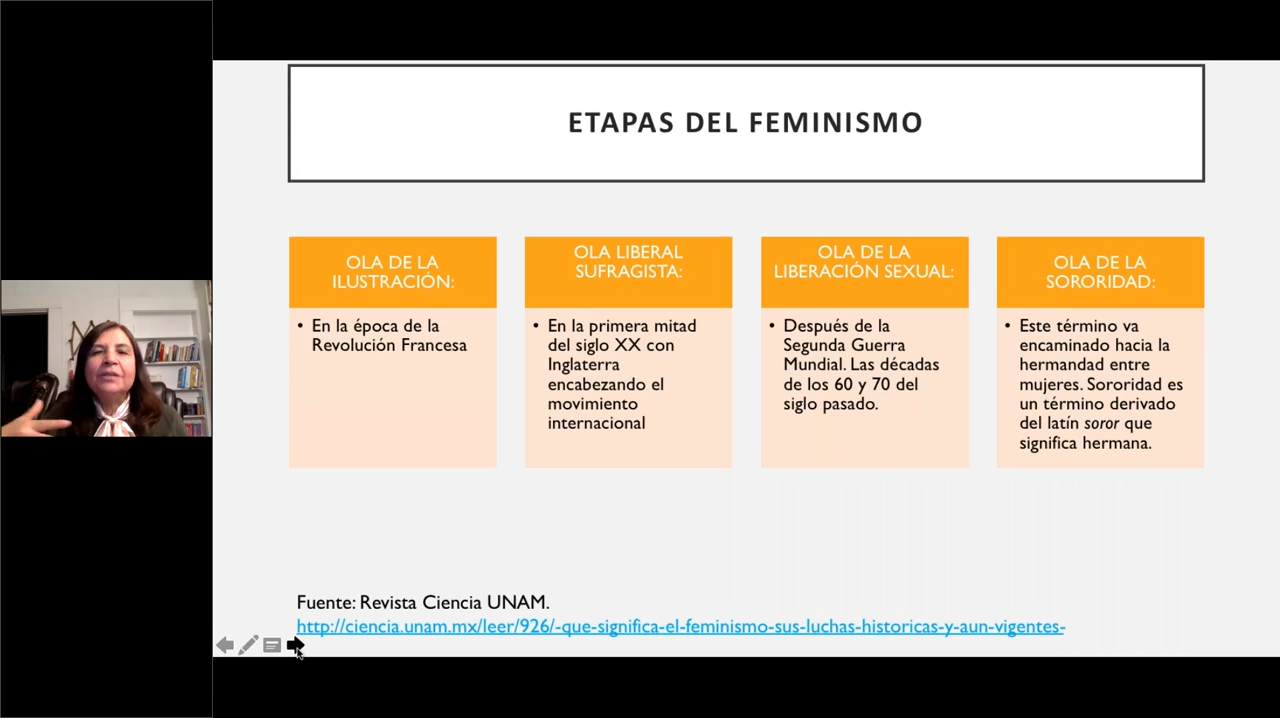 ETAPAS DEL FEMINISMO
OLA DE LA
ILUSTRACIÓN:
• En la época de la
Revolución Francesa
OLA LIBERAL
SUFRAGISTA:
• En la primera mitad
del siglo XX con
Inglaterra
encabezando el
movimiento
internacional
OLA DE LA
LIBERACIÓN SEXUAL:
• Después de la
Segunda Guerra
Mundial. Las décadas
de los 60 y 70 del
siglo pasado.
OLA DE LA
SORORIDAD:
• Este término va
encaminado hacia la
hermandad entre
mujeres. Sororidad es
un término derivado
del latín soror que
significa hermana.
Fuente: Revista Ciencia UNAM.
http://ciencia.unam.mx/leer/926/-que-significa-el-feminismo-sus-luchas-historicas-y-aun-vigentes-